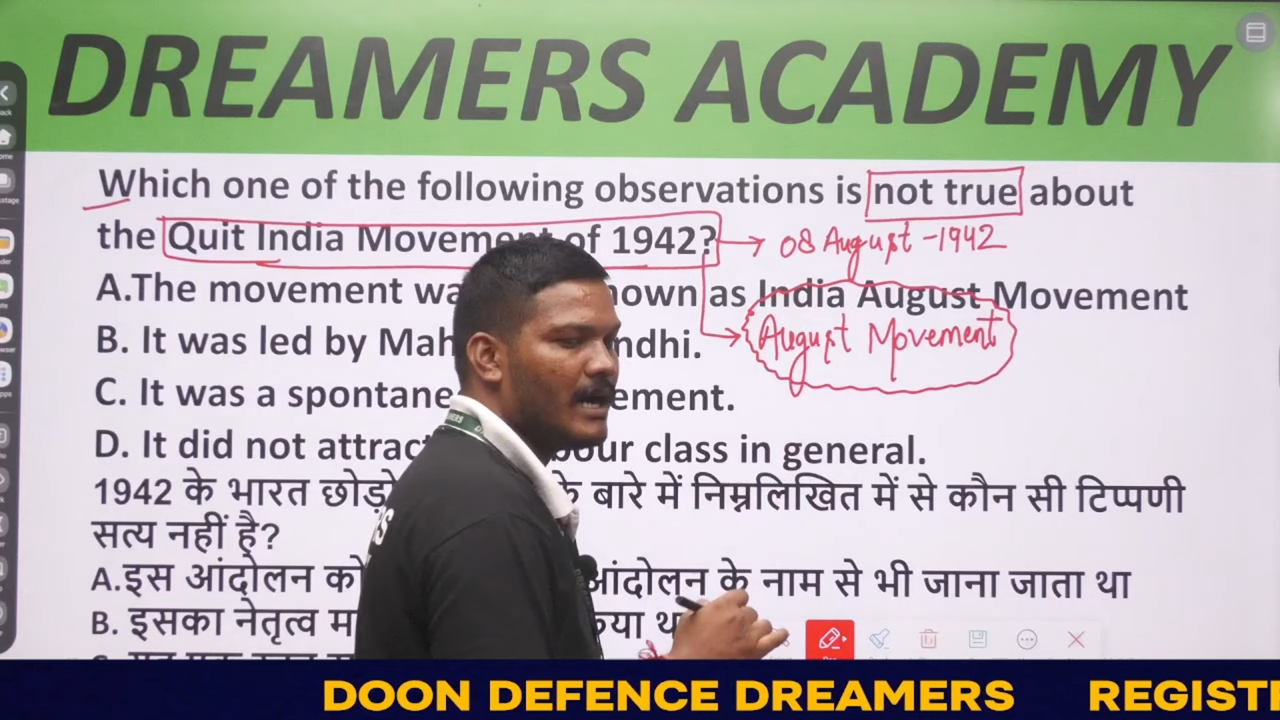 DREAMERS ACADEMY
Which one of the following observations is not true about
the Quit India Movement of 1942? → 08 August -1942
A.The movement wa nown as India August Movement
August Movement
B. It was led by Mah ndhi.
C. It was a spontane ement.
D. It did not attract bour class in general.
1942 के भारत छोड़ो के बारे में निम्नलिखित में से कौन सी टिप्पणी
सत्य नहीं है?
A.इस आंदोलन को आंदोलन के नाम से भी जाना जाता था
B. इसका नेतृत्व म किया था
DOON DEFENCE DREAMERS REGISTE